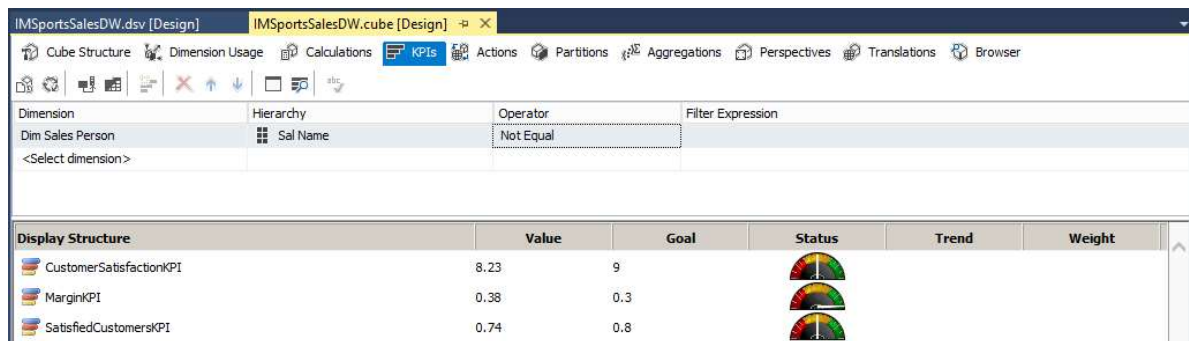 IMSportsSalesDW.dsv [Design] IMSportsSalesDW.cube [Design]
Cube Structure Dimension Usage Calculations KPIs Actions Partitions Aggregations Perspectives Translations Browser
Dimension Hierarchy Operator Filter Expression
Dim Sales Person Sal Name Not Equal
<Select dimension>
Display Structure Value Goal Status Trend Weight
CustomerSatisfactionKPI 8.23 9
MarginKPI 0.38 0.3
SatisfiedCustomersKPI 0.74 0.8